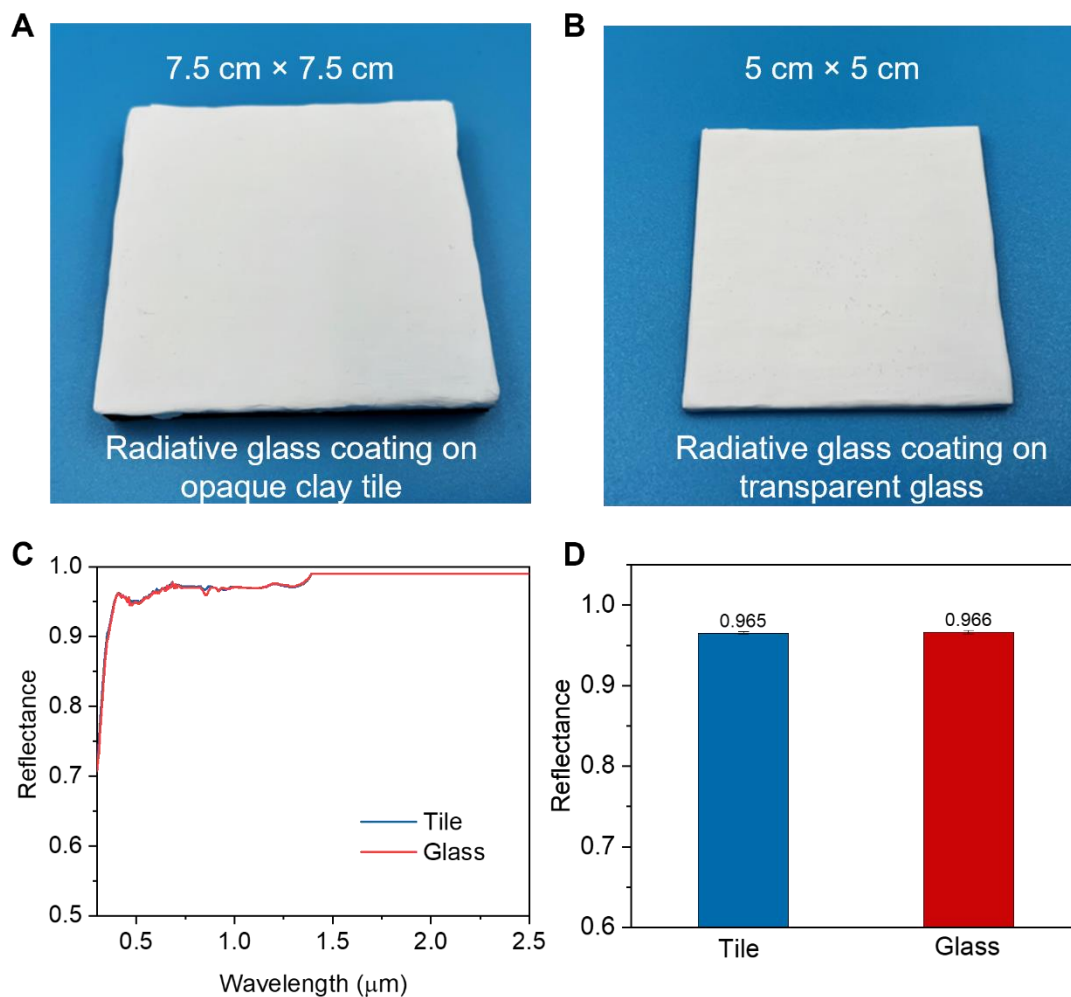 A
7.5 cm × 7.5 cm
Radiative glass coating on
opaque clay tile
B
5 cm × 5 cm
Radiative glass coating on
transparent glass
C
1.0
0.9
0.8
0.7
0.6
0.5
Reflectance
Tile
Glass
0.5
1.0
1.5
2.0
2.5
Wavelength (μm)
D
1.0
0.9
0.8
0.7
0.6
Reflectance
0.965
0.966
Tile
Glass